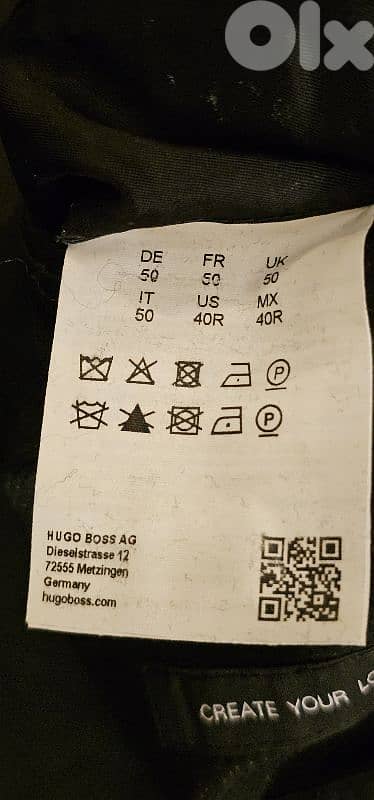 Olx
DE FR UK
50 50 50
IT US MX
50 40R 40R
P
P
HUGO BOSS AG
Dieselstrasse 12
72555 Metzingen
Germany
hugoboss.com
CREATE YOUR